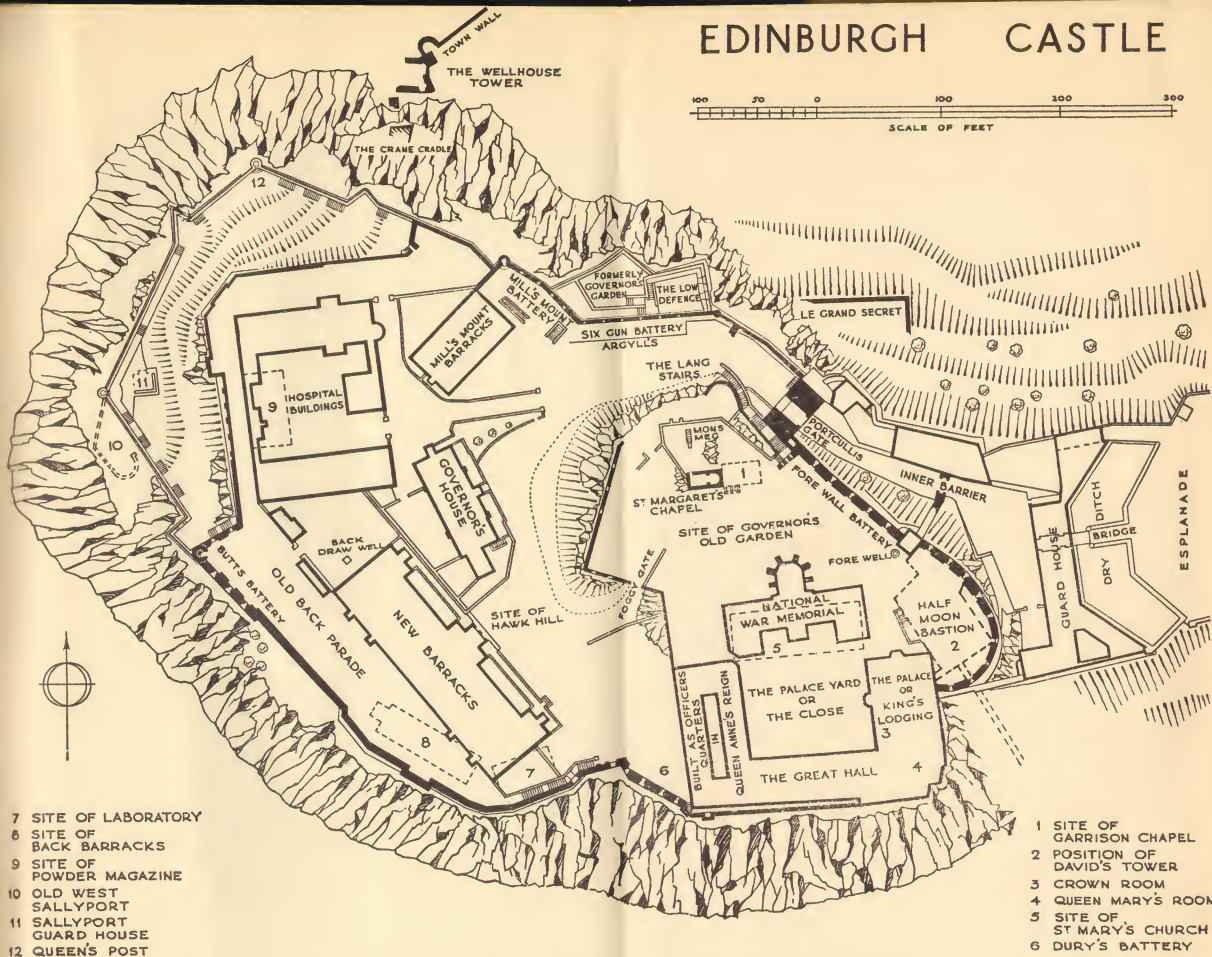 EDINBURGH CASTLE
100 50 0 100 200 300
SCALE OF FEET
TOWN WALL
THE WELLHOUSE
TOWER
THE CRANE CRADLE
12
FORMERLY
GOVERNOR'S
GARDEN
THE LOW
DEFENCE
MILL'S MOUNT
BATTERY
MILL'S MOUNT
BARRACKS
SIX GUN BATTERY
ARGYLL'S
LE GRAND SECRET
THE LANG
STAIRS
11
9
HOSPITAL
BUILDINGS
10
MONS
MEG
1
ST MARGARETS
CHAPEL
PORTCULLIS
GATE
INNER BARRIER
FORE WALL BATTERY
GOVERNOR'S
HOUSE
SITE OF GOVERNOR'S
OLD GARDEN
FORE WELL
DITCH
BRIDGE
DRY
GUARD HOUSE
ESPLANADE
BACK
DRAW WELL
BUTTS BATTERY
OLD BACK PARADE
NEW BARRACKS
SITE OF
HAWK HILL
FOGGY GATE
NATIONAL
WAR MEMORIAL
5
HALF
MOON
BASTION
2
BUILT AS OFFICERS
QUARTERS
IN
QUEEN ANNE'S REIGN
THE PALACE YARD
OR
THE CLOSE
THE PALACE
OR
KING'S
LODGING
3
THE GREAT HALL
4
8
7
6
7 SITE OF LABORATORY
8 SITE OF
BACK BARRACKS
9 SITE OF
POWDER MAGAZINE
10 OLD WEST
SALLYPORT
11 SALLYPORT
GUARD HOUSE
12 QUEEN'S POST
1 SITE OF
GARRISON CHAPEL
2 POSITION OF
DAVID'S TOWER
3 CROWN ROOM
4 QUEEN MARY'S ROOM
5 SITE OF
ST MARY'S CHURCH
6 DURY'S BATTERY